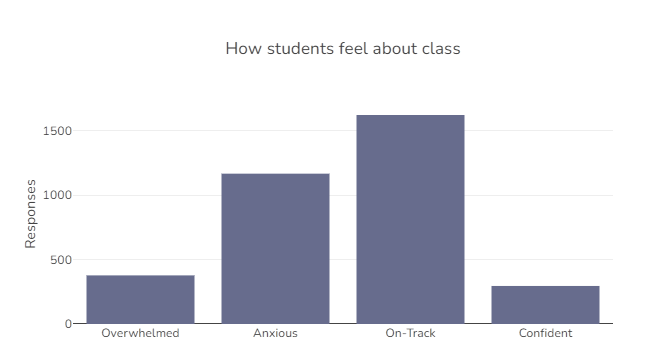 How students feel about class
Responses
1500
1000
500
0
Overwhelmed Anxious On-Track Confident